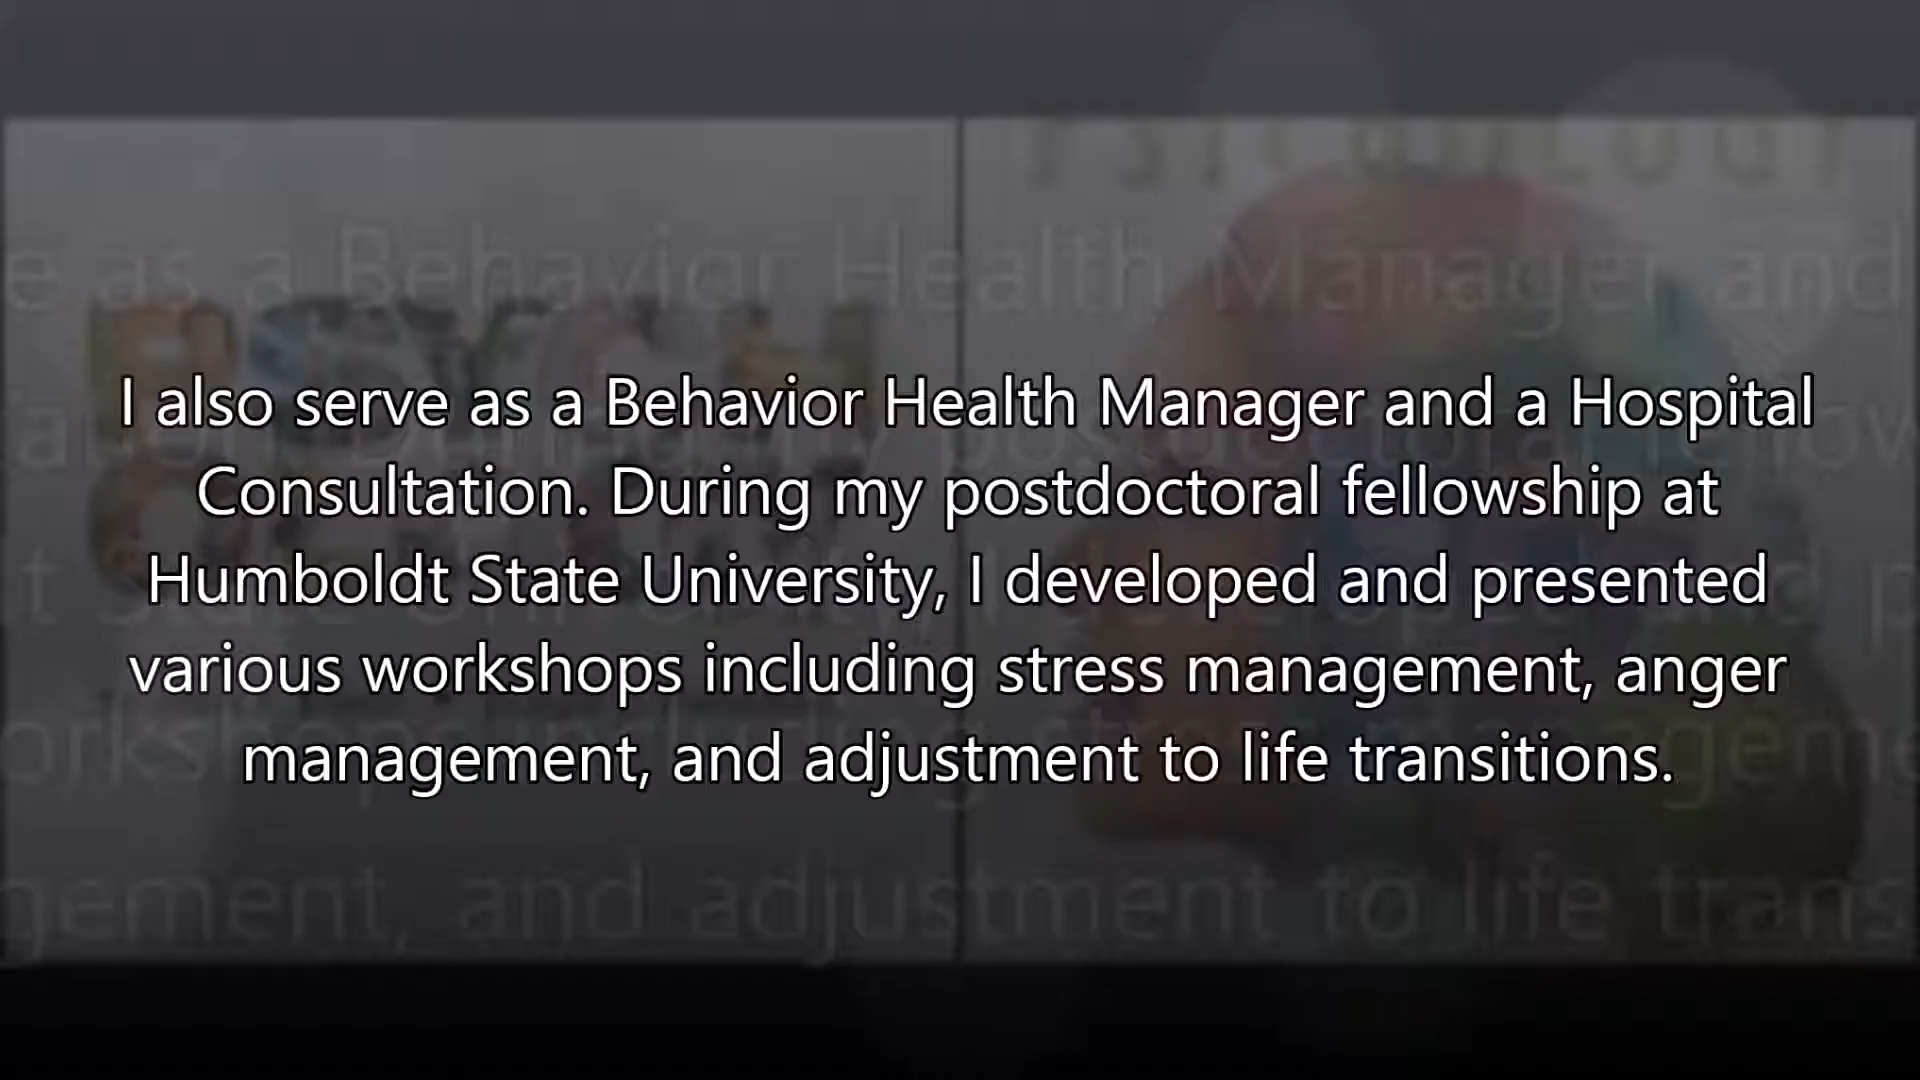 I also serve as a Behavior Health Manager and a Hospital
Consultation. During my postdoctoral fellowship at
Humboldt State University, I developed and presented
various workshops including stress management, anger
management, and adjustment to life transitions.